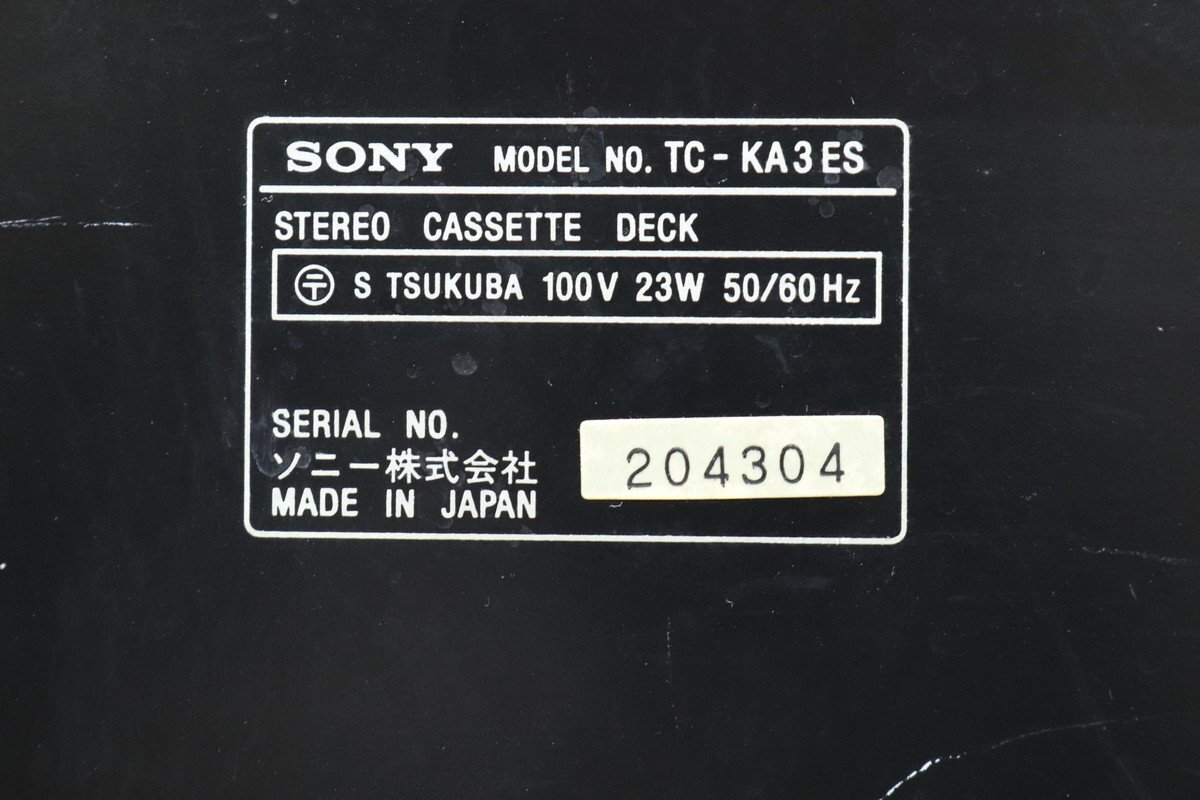 SONY MODEL NO. TC-KA3ES
STEREO CASSETTE DECK
〶 S TSUKUBA 100V 23W 50/60Hz
SERIAL NO. 204304
ソニー株式会社
MADE IN JAPAN